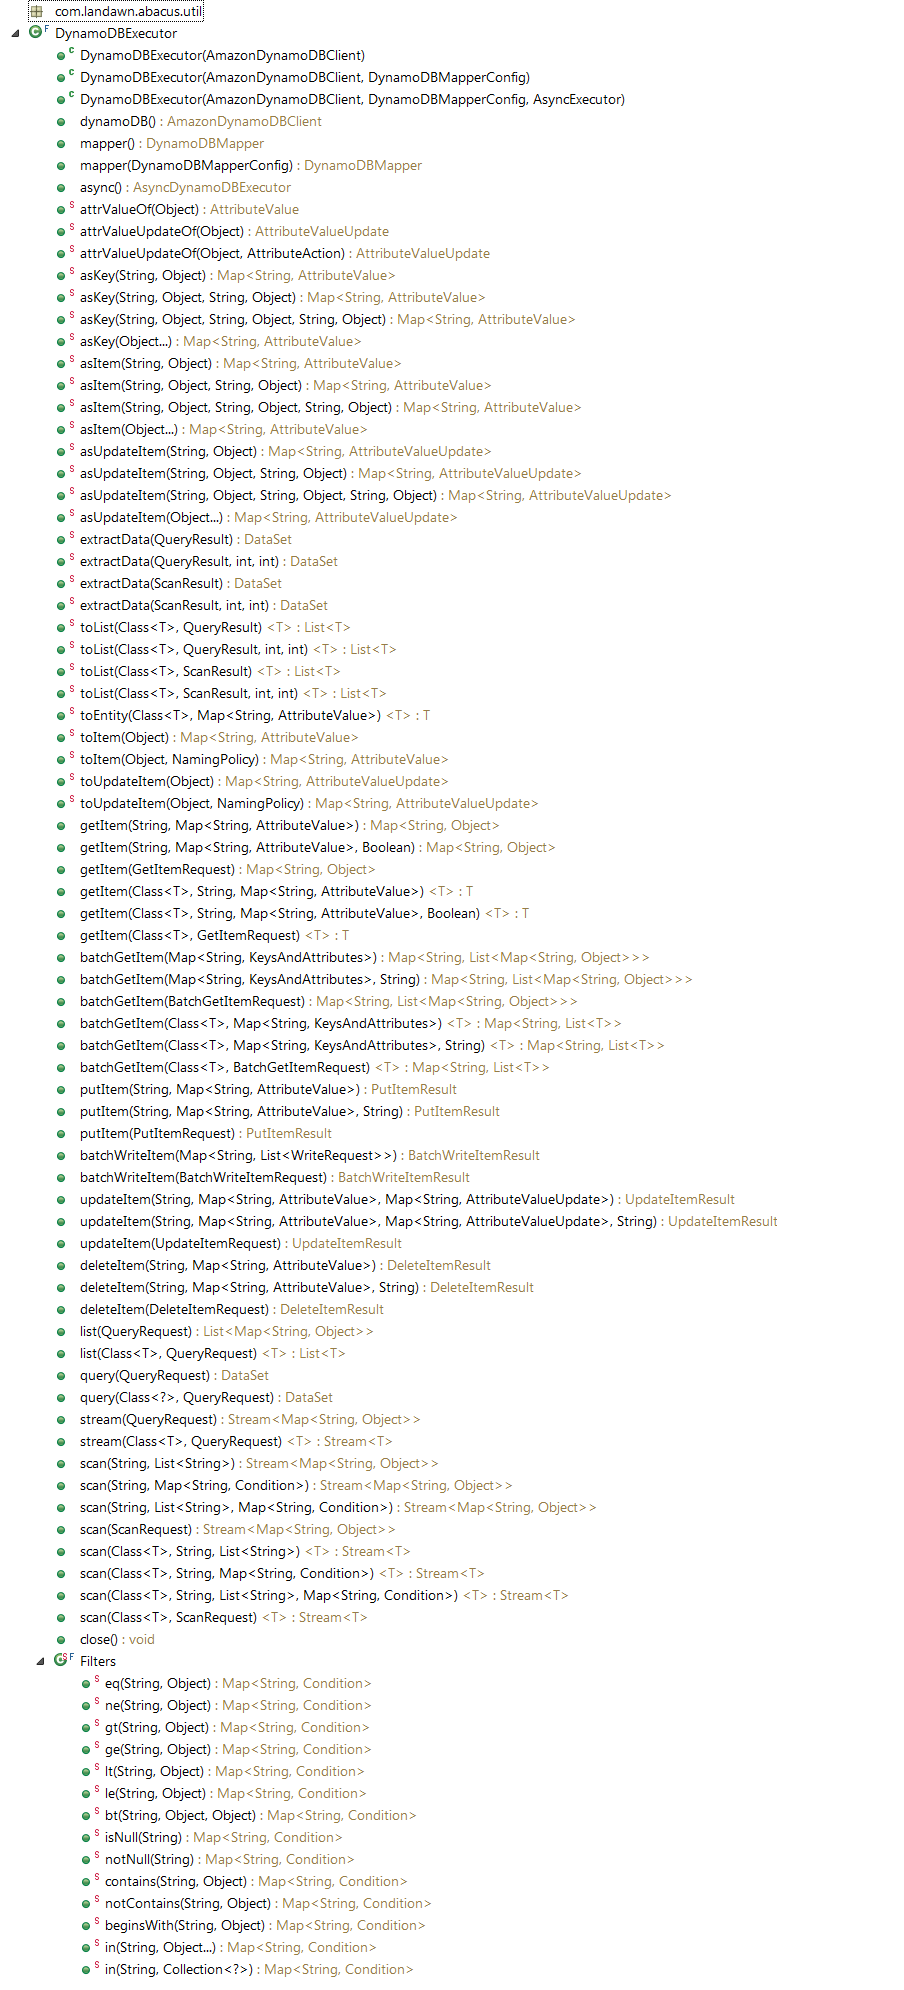 com.landawn.abacus.util
F DynamoDBExecutor
c DynamoDBExecutor(AmazonDynamoDBClient)
c DynamoDBExecutor(AmazonDynamoDBClient, DynamoDBMapperConfig)
c DynamoDBExecutor(AmazonDynamoDBClient, DynamoDBMapperConfig, AsyncExecutor)
dynamoDB() : AmazonDynamoDBClient
mapper() : DynamoDBMapper
mapper(DynamoDBMapperConfig) : DynamoDBMapper
async() : AsyncDynamoDBExecutor
S attrValueOf(Object) : AttributeValue
S attrValueUpdateOf(Object) : AttributeValueUpdate
S attrValueUpdateOf(Object, AttributeAction) : AttributeValueUpdate
S asKey(String, Object) : Map<String, AttributeValue>
S asKey(String, Object, String, Object) : Map<String, AttributeValue>
S asKey(String, Object, String, Object, String, Object) : Map<String, AttributeValue>
S asKey(Object...) : Map<String, AttributeValue>
S asItem(String, Object) : Map<String, AttributeValue>
S asItem(String, Object, String, Object) : Map<String, AttributeValue>
S asItem(String, Object, String, Object, String, Object) : Map<String, AttributeValue>
S asItem(Object...) : Map<String, AttributeValue>
S asUpdateItem(String, Object) : Map<String, AttributeValueUpdate>
S asUpdateItem(String, Object, String, Object) : Map<String, AttributeValueUpdate>
S asUpdateItem(String, Object, String, Object, String, Object) : Map<String, AttributeValueUpdate>
S asUpdateItem(Object...) : Map<String, AttributeValueUpdate>
S extractData(QueryResult) : DataSet
S extractData(QueryResult, int, int) : DataSet
S extractData(ScanResult) : DataSet
S extractData(ScanResult, int, int) : DataSet
S toList(Class<T>, QueryResult) <T> : List<T>
S toList(Class<T>, QueryResult, int, int) <T> : List<T>
S toList(Class<T>, ScanResult) <T> : List<T>
S toList(Class<T>, ScanResult, int, int) <T> : List<T>
S toEntity(Class<T>, Map<String, AttributeValue>) <T> : T
S toItem(Object) : Map<String, AttributeValue>
S toItem(Object, NamingPolicy) : Map<String, AttributeValue>
S toUpdateItem(Object) : Map<String, AttributeValueUpdate>
S toUpdateItem(Object, NamingPolicy) : Map<String, AttributeValueUpdate>
getItem(String, Map<String, AttributeValue>) : Map<String, Object>
getItem(String, Map<String, AttributeValue>, Boolean) : Map<String, Object>
getItem(GetItemRequest) : Map<String, Object>
getItem(Class<T>, String, Map<String, AttributeValue>) <T> : T
getItem(Class<T>, String, Map<String, AttributeValue>, Boolean) <T> : T
getItem(Class<T>, GetItemRequest) <T> : T
batchGetItem(Map<String, KeysAndAttributes>) : Map<String, List<Map<String, Object>>>
batchGetItem(Map<String, KeysAndAttributes>, String) : Map<String, List<Map<String, Object>>>
batchGetItem(BatchGetItemRequest) : Map<String, List<Map<String, Object>>>
batchGetItem(Class<T>, Map<String, KeysAndAttributes>) <T> : Map<String, List<T>>
batchGetItem(Class<T>, Map<String, KeysAndAttributes>, String) <T> : Map<String, List<T>>
batchGetItem(Class<T>, BatchGetItemRequest) <T> : Map<String, List<T>>
putItem(String, Map<String, AttributeValue>) : PutItemResult
putItem(String, Map<String, AttributeValue>, String) : PutItemResult
putItem(PutItemRequest) : PutItemResult
batchWriteItem(Map<String, List<WriteRequest>>) : BatchWriteItemResult
batchWriteItem(BatchWriteItemRequest) : BatchWriteItemResult
updateItem(String, Map<String, AttributeValue>, Map<String, AttributeValueUpdate>) : UpdateItemResult
updateItem(String, Map<String, AttributeValue>, Map<String, AttributeValueUpdate>, String) : UpdateItemResult
updateItem(UpdateItemRequest) : UpdateItemResult
deleteItem(String, Map<String, AttributeValue>) : DeleteItemResult
deleteItem(String, Map<String, AttributeValue>, String) : DeleteItemResult
deleteItem(DeleteItemRequest) : DeleteItemResult
list(QueryRequest) : List<Map<String, Object>>
list(Class<T>, QueryRequest) <T> : List<T>
query(QueryRequest) : DataSet
query(Class<?>, QueryRequest) : DataSet
stream(QueryRequest) : Stream<Map<String, Object>>
stream(Class<T>, QueryRequest) <T> : Stream<T>
scan(String, List<String>) : Stream<Map<String, Object>>
scan(String, Map<String, Condition>) : Stream<Map<String, Object>>
scan(String, List<String>, Map<String, Condition>) : Stream<Map<String, Object>>
scan(ScanRequest) : Stream<Map<String, Object>>
scan(Class<T>, String, List<String>) <T> : Stream<T>
scan(Class<T>, String, Map<String, Condition>) <T> : Stream<T>
scan(Class<T>, String, List<String>, Map<String, Condition>) <T> : Stream<T>
scan(Class<T>, ScanRequest) <T> : Stream<T>
close() : void
S F Filters
S eq(String, Object) : Map<String, Condition>
S ne(String, Object) : Map<String, Condition>
S gt(String, Object) : Map<String, Condition>
S ge(String, Object) : Map<String, Condition>
S lt(String, Object) : Map<String, Condition>
S le(String, Object) : Map<String, Condition>
S bt(String, Object, Object) : Map<String, Condition>
S isNull(String) : Map<String, Condition>
S notNull(String) : Map<String, Condition>
S contains(String, Object) : Map<String, Condition>
S notContains(String, Object) : Map<String, Condition>
S beginsWith(String, Object) : Map<String, Condition>
S in(String, Object...) : Map<String, Condition>
S in(String, Collection<?>) : Map<String, Condition>